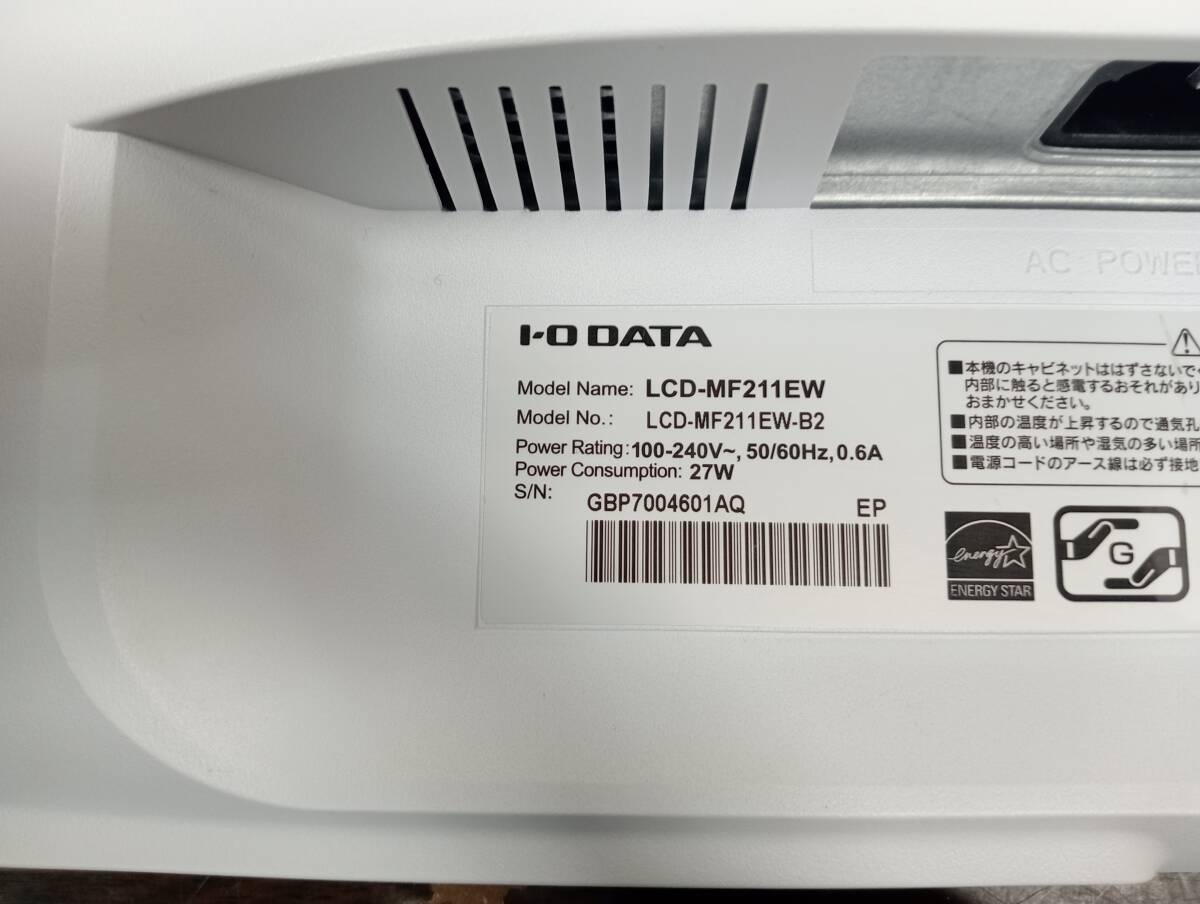 AC POWER
I-O DATA
Model Name: LCD-MF211EW
Model No.: LCD-MF211EW-B2
Power Rating: 100-240V~, 50/60Hz, 0.6A
Power Consumption: 27W
S/N: GBP7004601AQ
EP
■本機のキャビネットははずさないで
内部に触ると感電するおそれがあり
おまかせください。
■内部の温度が上昇するので通気孔
■温度の高い場所や湿気の多い場所
■電源コードのアース線は必ず接地
energy
ENERGY STAR
G